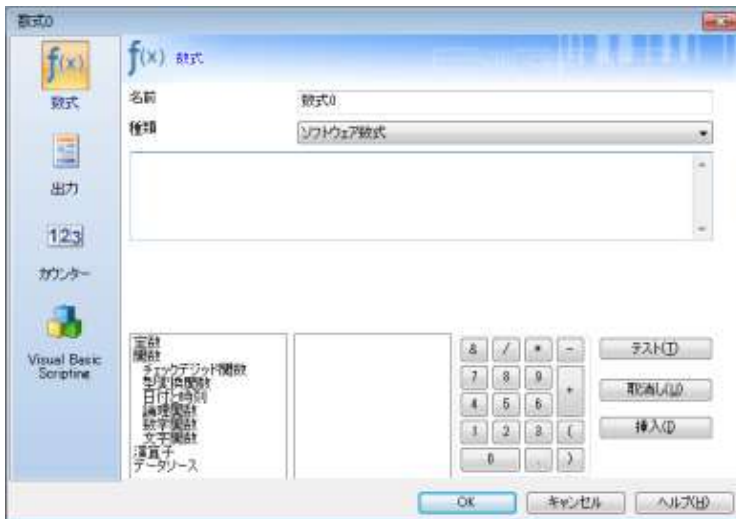 数式0
f(x)
数式
出力
123
カウンター
Visual Basic
Scripting
f(x) 数式
名前
数式0
種類
ソフトウェア数式
定数
関数
チェックデジット関数
型変換関数
日付と時刻
論理関数
数学関数
文字関数
演算子
データソース
& / * -
7 8 9 +
4 5 6
1 2 3 (
0 . )
テスト(T)
取消し(U)
挿入(I)
OK
キャンセル
ヘルプ(H)